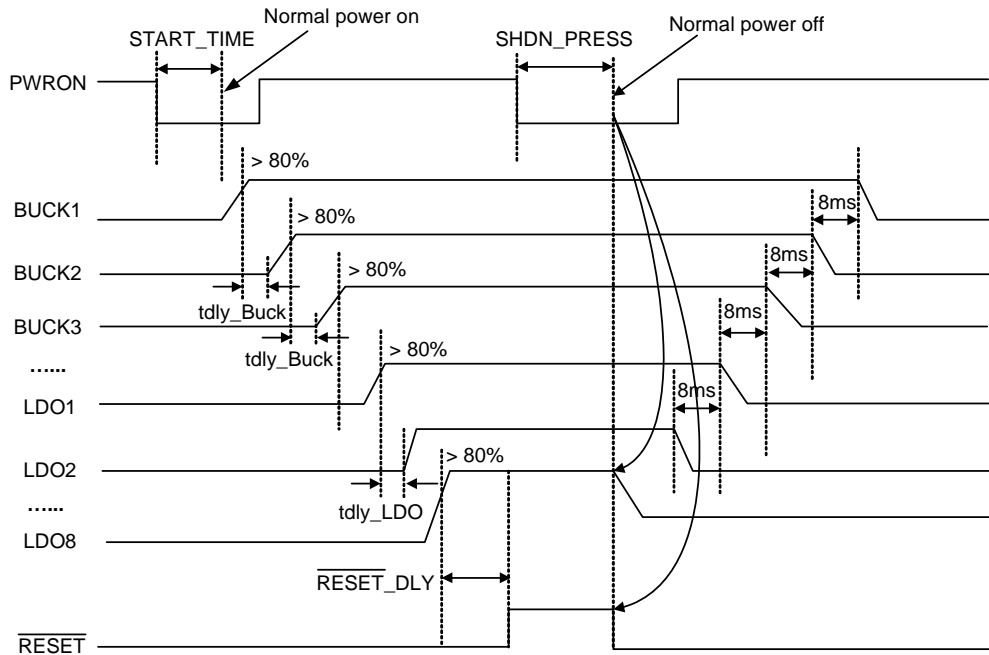 Normal power on
START_TIME
SHDN_PRESS
Normal power off
PWRON
> 80%
BUCK1
8ms
> 80%
BUCK2
8ms
> 80%
tdly_Buck
BUCK3
8ms
tdly_Buck
> 80%
…...
8ms
LDO1
> 80%
LDO2
tdly_LDO
…...
LDO8
RESET_DLY
RESET